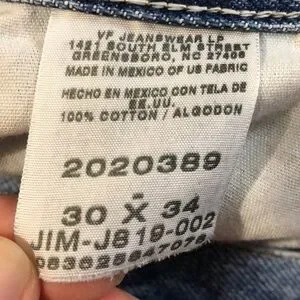 VF JEANSWEAR LP
1421 SOUTH ELM STREET
GREENSBORO, NC 27406
MADE IN MEXICO OF US FABRIC
HECHO EN MEXICO CON TELA DE
EE.UU.
100% COTTON / ALGODON
2020389
30 X 34
JIM-J819-002